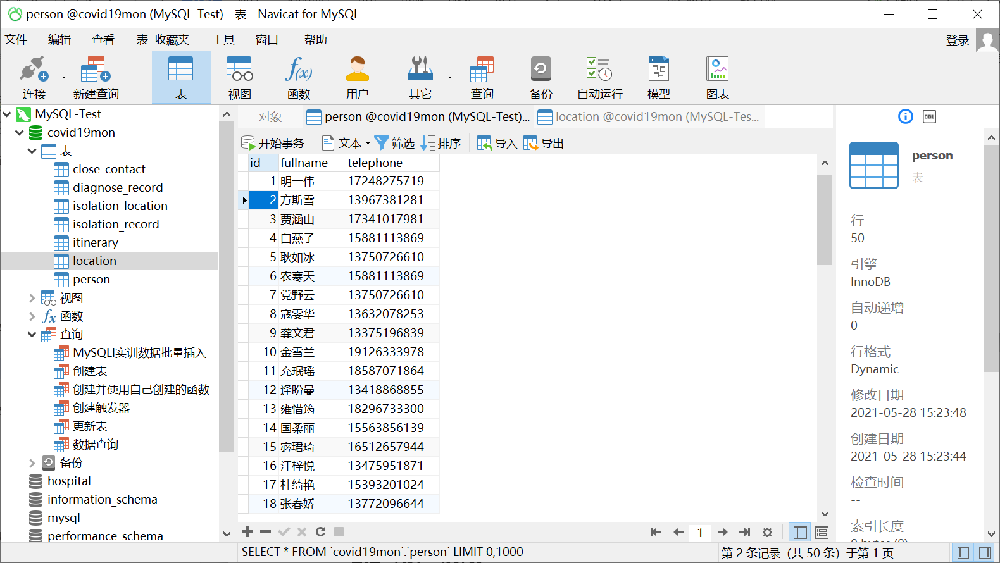 person @covid19mon (MySQL-Test) - 表 - Navicat for MySQL
文件 编辑 查看 表 收藏夹 工具 窗口 帮助 登录
连接 新建查询 表 视图 函数 用户 其它 查询 备份 自动运行 模型 图表
MySQL-Test
covid19mon
表
close_contact
diagnose_record
isolation_location
isolation_record
itinerary
location
person
视图
函数
查询
MySQLI实训数据批量插入
创建表
创建并使用自己创建的函数
创建触发器
更新表
数据查询
备份
hospital
information_schema
mysql
performance_schema
对象 person @covid19mon (MySQL-Test)... location @covid19mon (MySQL-Tes...
开始事务 文本 筛选 排序 导入 导出
id fullname telephone
1 明一伟 17248275719
2 方斯雪 13967381281
3 贾涵山 17341017981
4 白燕子 15881113869
5 耿如冰 13750726610
6 农寒天 15881113869
7 党野云 13750726610
8 寇雯华 13632078253
9 龚文君 13375196839
10 金雪兰 19126333978
11 充珉瑶 18587071864
12 逄盼曼 13418868855
13 雍惜筠 18296733300
14 国柔丽 15563856139
15 宓珺琦 16512657944
16 江梓悦 13475951871
17 杜绮艳 15393201024
18 张春娇 13772096644
1
SELECT * FROM `covid19mon`.`person` LIMIT 0,1000
第 2 条记录 (共 50 条) 于第 1 页
DDL
person
表
行
50
引擎
InnoDB
自动递增
0
行格式
Dynamic
修改日期
2021-05-28 15:23:48
创建日期
2021-05-28 15:23:44
检查时间
--
索引长度
0 bytes (0)